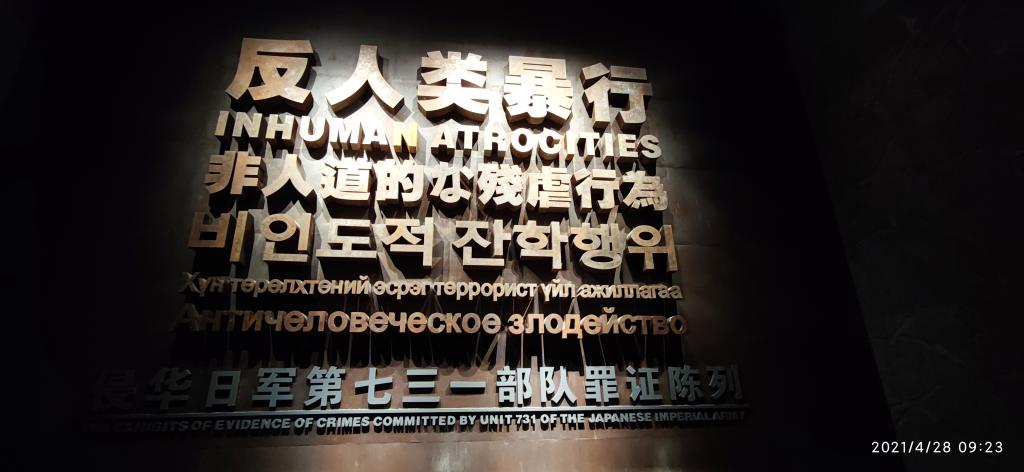 反人类暴行
INHUMAN ATROCITIES
非人道的な残虐行為
비인도적 잔학행위
Хүн төрөлхтөний эсрэг террорист үйл ажиллагаа
Античеловеческое злодейство
侵华日军第七三一部队罪证陈列
THE EXHIBITS OF EVIDENCE OF CRIMES COMMITTED BY UNIT 731 OF THE JAPANESE IMPERIAL ARMY
2021/4/28 09:23